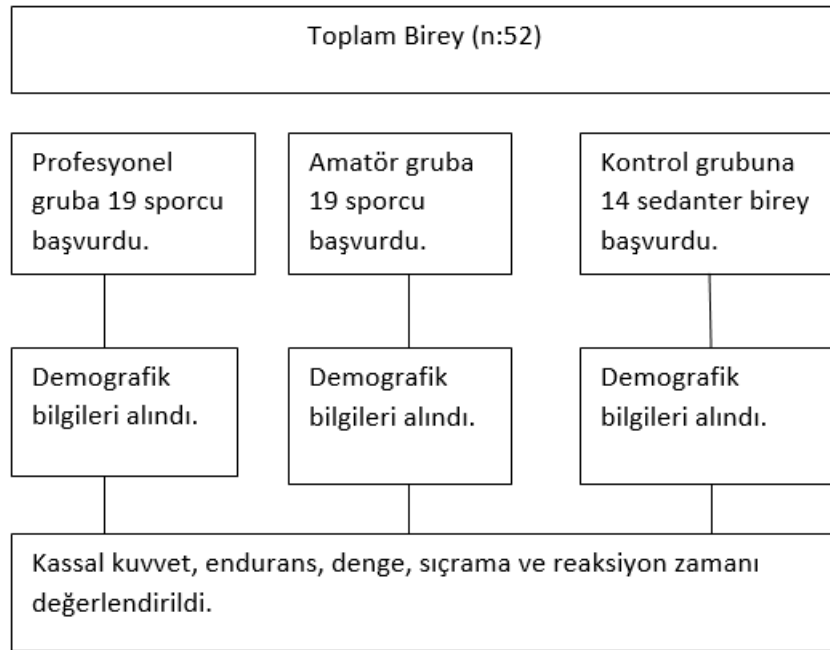 Toplam Birey (n:52)
Profesyonel
gruba 19 sporcu
başvurdu.
Amatör gruba
19 sporcu
başvurdu.
Kontrol grubuna
14 sedanter birey
başvurdu.
Demografik
bilgileri alındı.
Demografik
bilgileri alındı.
Demografik
bilgileri alındı.
Kassal kuvvet, endurans, denge, sıçrama ve reaksiyon zamanı
değerlendirildi.